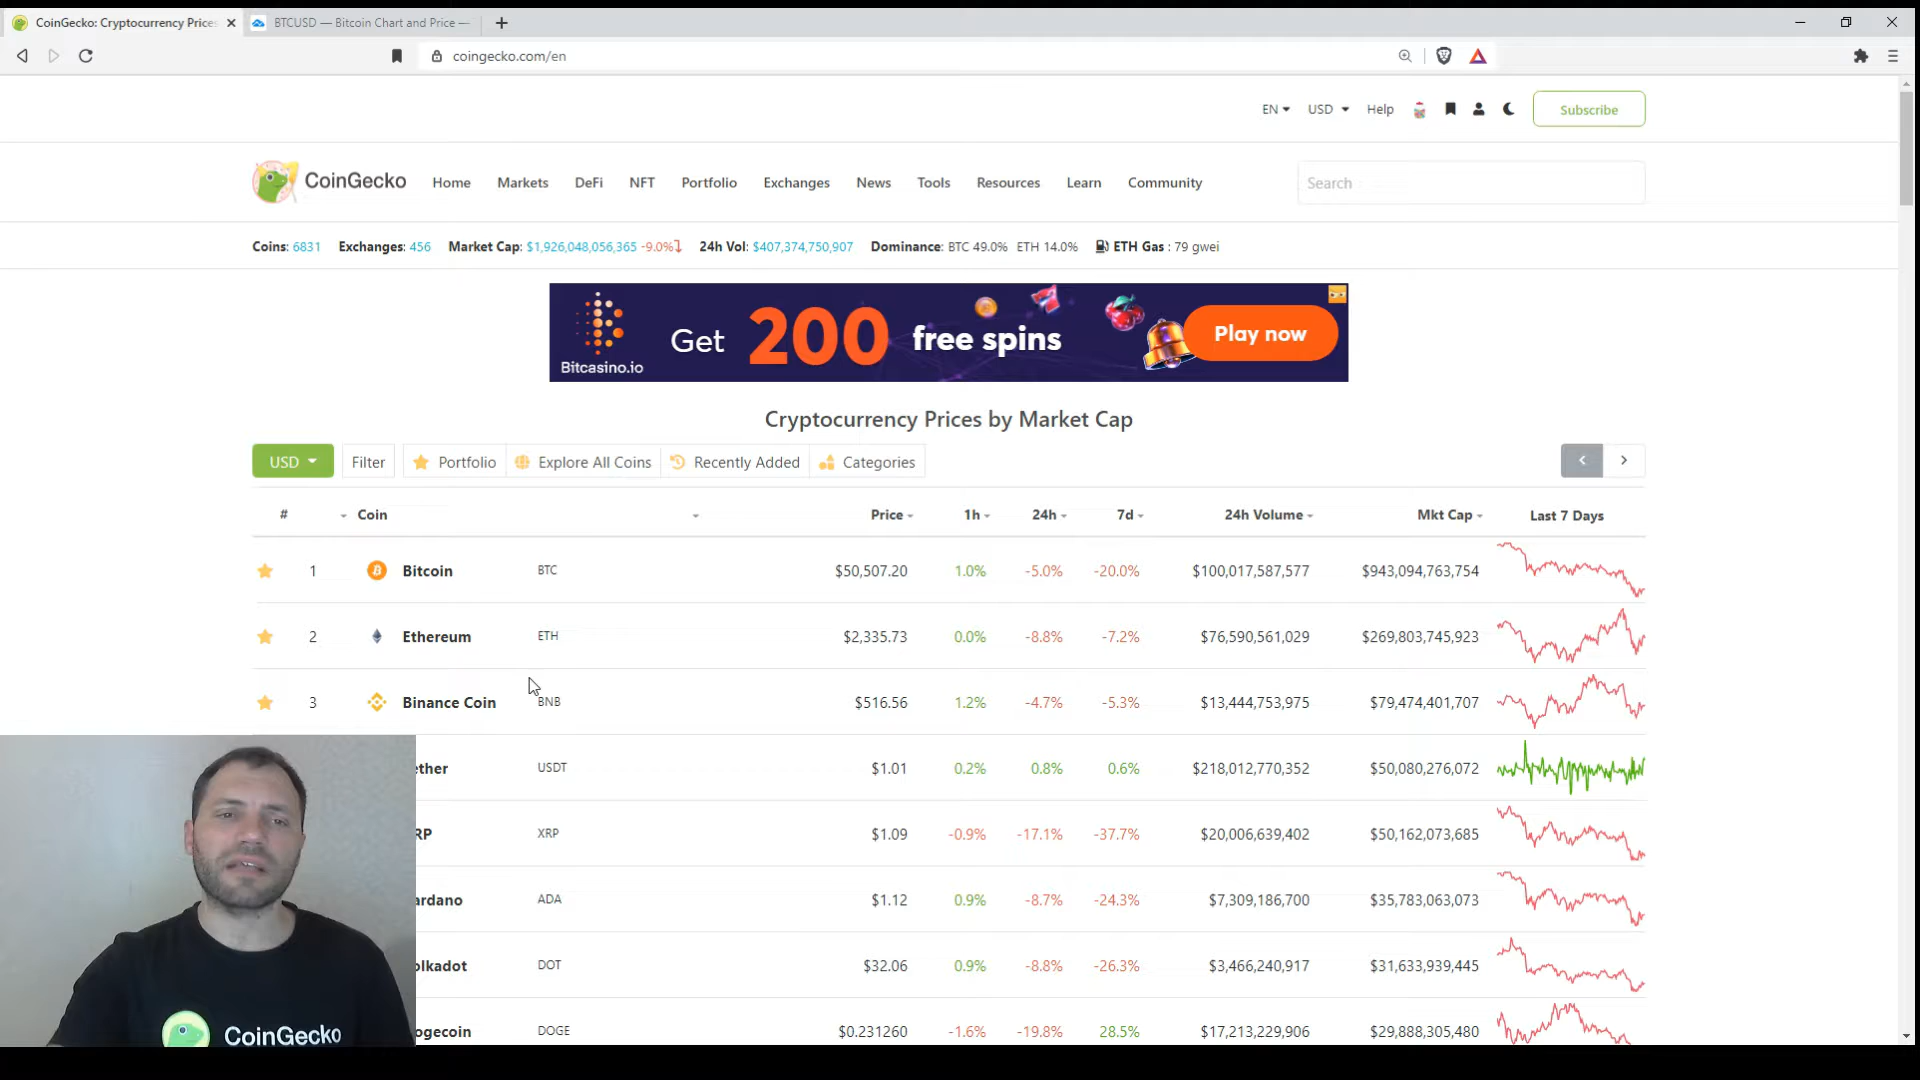 CoinGecko: Cryptocurrency Prices
BTCUSD — Bitcoin Chart and Price —
coingecko.com/en
EN
USD
Help
Subscribe
CoinGecko
Home
Markets
DeFi
NFT
Portfolio
Exchanges
News
Tools
Resources
Learn
Community
Search
Coins: 6831 Exchanges: 456 Market Cap: $1,926,048,056,365 -9.0% 24h Vol: $407,374,750,907 Dominance: BTC 49.0% ETH 14.0% ETH Gas : 79 gwei
Bitcasino.io
Get 200 free spins
Play now
Cryptocurrency Prices by Market Cap
USD Filter Portfolio Explore All Coins Recently Added Categories
# Coin Price 1h 24h 7d 24h Volume Mkt Cap Last 7 Days
1 Bitcoin BTC $50,507.20 1.0% -5.0% -20.0% $100,017,587,577 $943,094,763,754
2 Ethereum ETH $2,335.73 0.0% -8.8% -7.2% $76,590,561,029 $269,803,745,923
3 Binance Coin BNB $516.56 1.2% -4.7% -5.3% $13,444,753,975 $79,474,401,707
ether USDT $1.01 0.2% 0.8% 0.6% $218,012,770,352 $50,080,276,072
RP XRP $1.09 -0.9% -17.1% -37.7% $20,006,639,402 $50,162,073,685
ardano ADA $1.12 0.9% -8.7% -24.3% $7,309,186,700 $35,783,063,073
olkadot DOT $32.06 0.9% -8.8% -26.3% $3,466,240,917 $31,633,939,445
ogecoin DOGE $0.231260 -1.6% -19.8% 28.5% $17,213,229,906 $29,888,305,480
CoinGecko